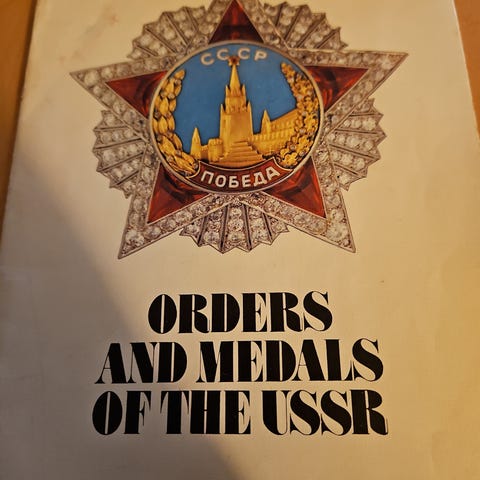 СССР
ПОБЕДА
ORDERS
AND MEDALS
OF THE USSR